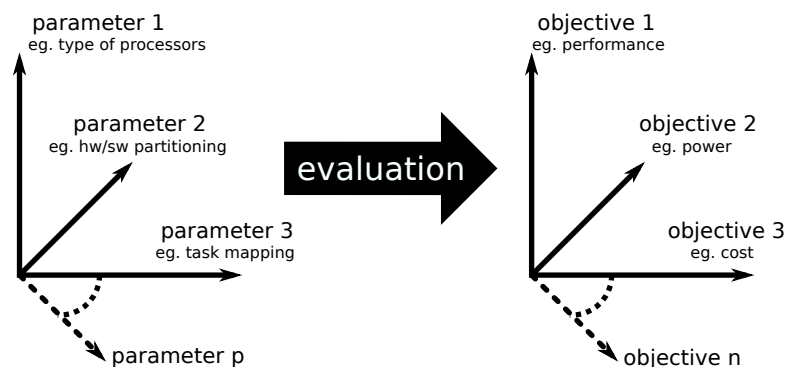 parameter 1
eg. type of processors
parameter 2
eg. hw/sw partitioning
parameter 3
eg. task mapping
parameter p
evaluation
objective 1
eg. performance
objective 2
eg. power
objective 3
eg. cost
objective n